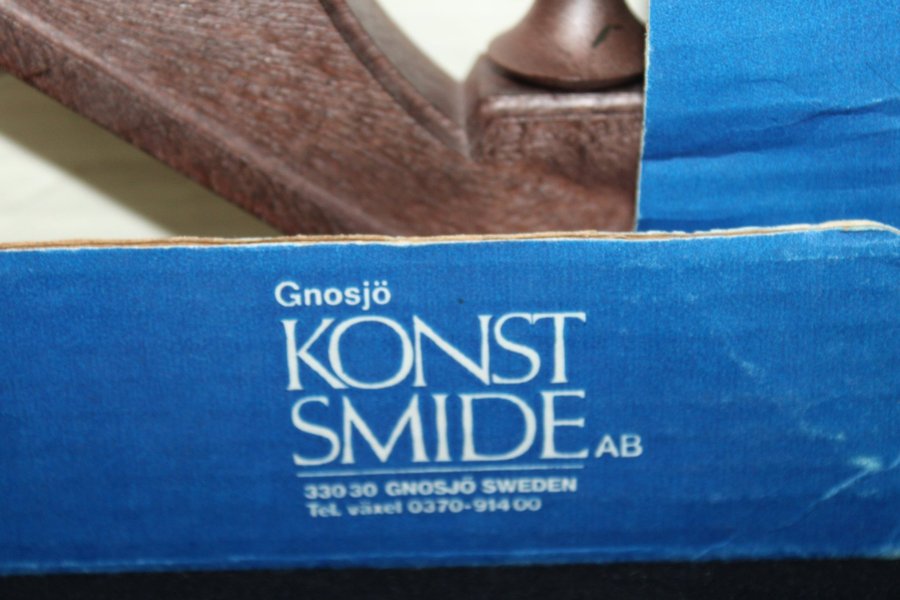 Gnosjö
KONST
SMIDE AB
330 30 GNOSJÖ SWEDEN
Tel. växel 0370-914 00